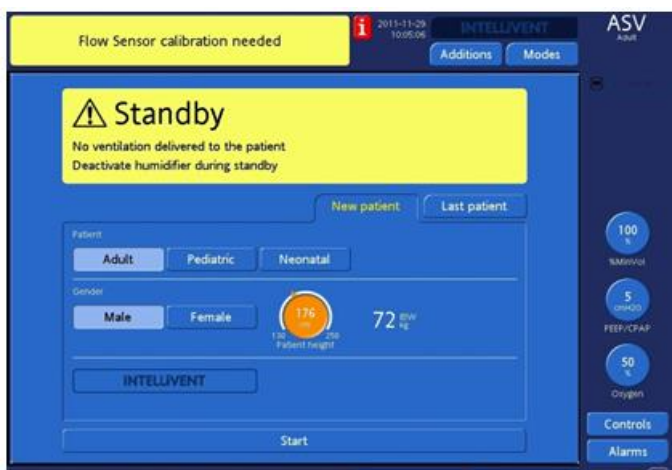 Flow Sensor calibration needed
i
2011-11-29
10:05:06
INTELLIVENT
Additions
Modes
ASV
Adult
Standby
No ventilation delivered to the patient
Deactivate humidifier during standby
New patient
Last patient
Patient
Adult
Pediatric
Neonatal
Gender
Male
Female
176
cm
130
250
Patient height
72 IBW
kg
INTELLIVENT
Start
100
%
%MinVol
5
cmH2O
PEEP/CPAP
50
%
Oxygen
Controls
Alarms